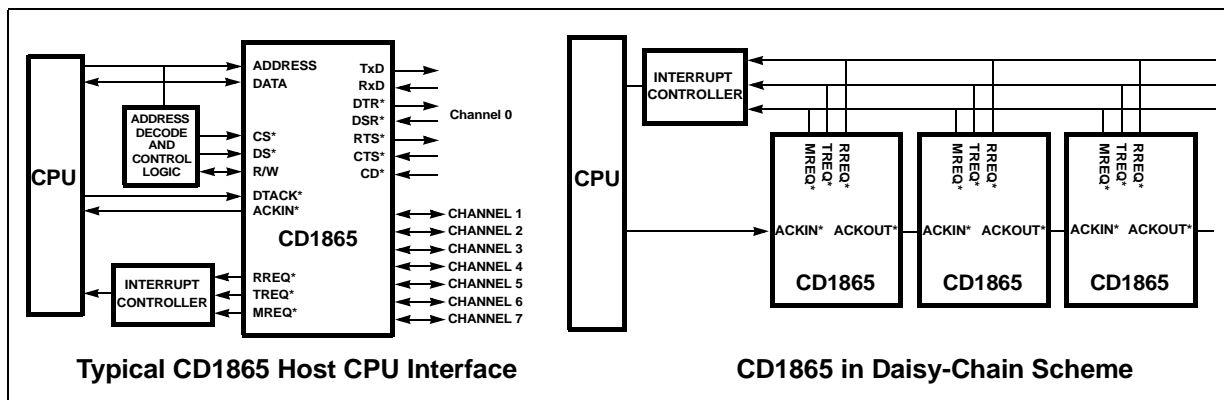 CPU
ADDRESS
DECODE
AND
CONTROL
LOGIC
INTERRUPT
CONTROLLER
ADDRESS
DATA
CS*
DS*
R/W
DTACK*
ACKIN*
CD1865
RREQ*
TREQ*
MREQ*
TxD
RxD
DTR*
DSR*
RTS*
CTS*
CD*
Channel 0
CHANNEL 1
CHANNEL 2
CHANNEL 3
CHANNEL 4
CHANNEL 5
CHANNEL 6
CHANNEL 7
Typical CD1865 Host CPU Interface
CPU
INTERRUPT
CONTROLLER
MREQ*
TREQ*
RREQ*
ACKIN* ACKOUT*
CD1865
MREQ*
TREQ*
RREQ*
ACKIN* ACKOUT*
CD1865
MREQ*
TREQ*
RREQ*
ACKIN* ACKOUT*
CD1865
CD1865 in Daisy-Chain Scheme